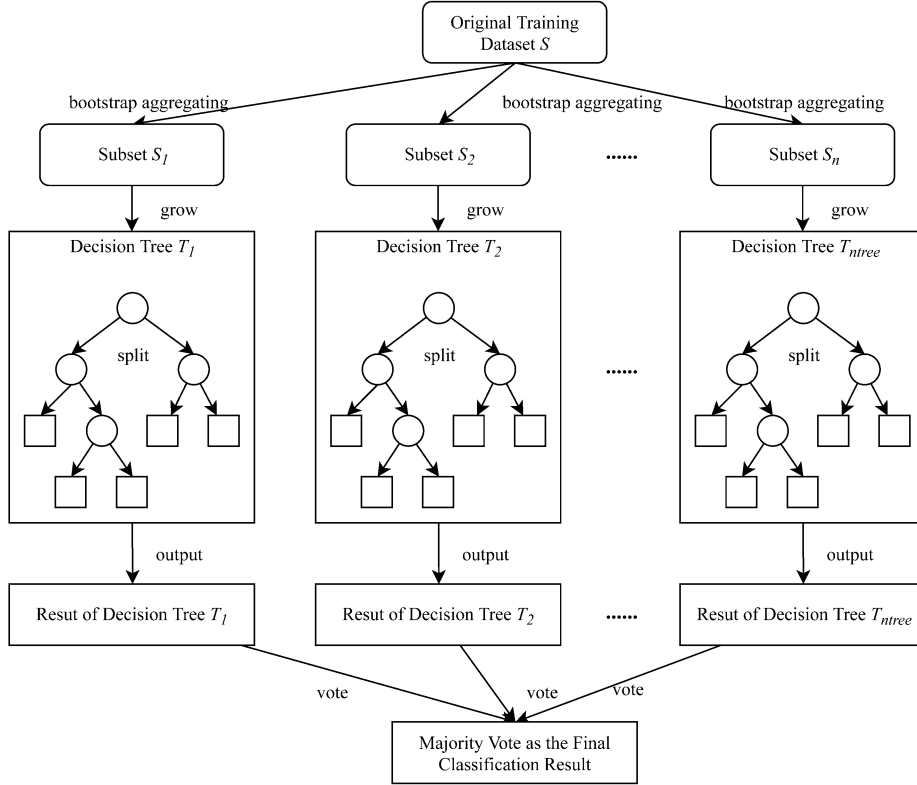 Original Training
Dataset S
bootstrap aggregating
bootstrap aggregating
bootstrap aggregating
Subset S1
Subset S2
......
Subset Sn
grow
grow
grow
Decision Tree T1
Decision Tree T2
Decision Tree Tntree
split
split
......
split
output
output
output
Resut of Decision Tree T1
Resut of Decision Tree T2
......
Resut of Decision Tree Tntree
vote
vote
vote
Majority Vote as the Final
Classification Result